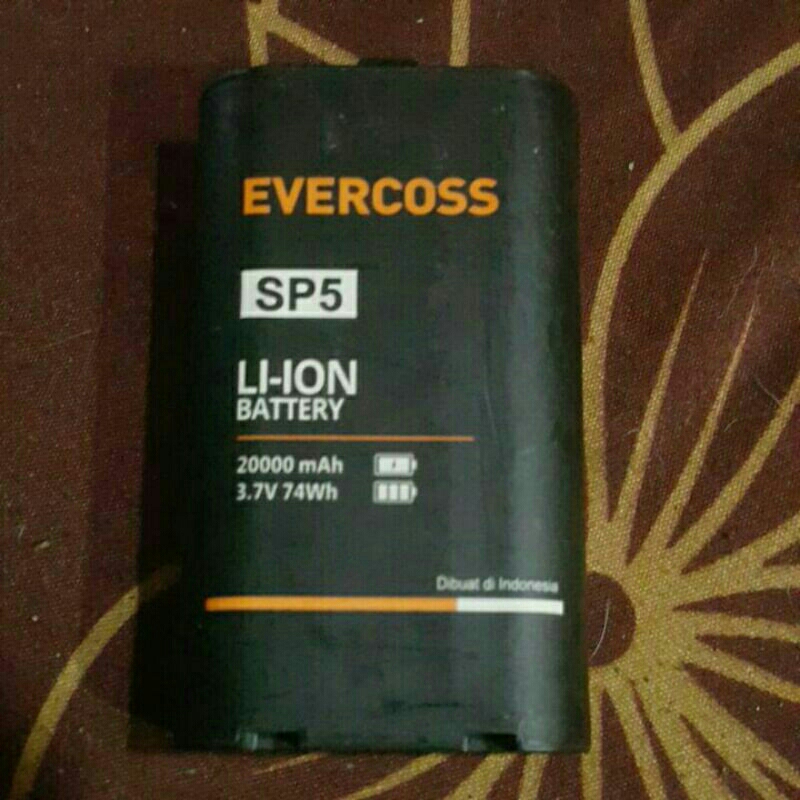 EVERCOSS
SP5
LI-ION
BATTERY
20000 mAh
3.7V 74Wh
Dibuat di Indonesia